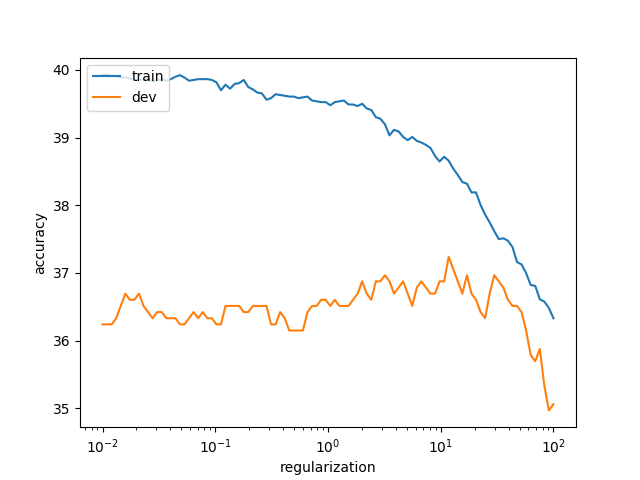 40
39
38
37
36
35
accuracy
train
dev
10⁻²
10⁻¹
10⁰
10¹
10²
regularization